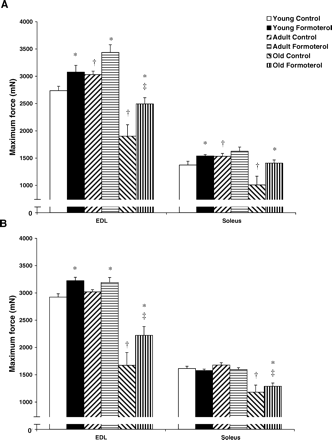 A
Young Control
Young Formoterol
Adult Control
Adult Formoterol
Old Control
Old Formoterol
Maximum force (mN)
4000
3500
3000
2500
2000
1500
1000
0
* † * † * ‡
* † † *
EDL
Soleus
B
Maximum force (mN)
4000
3500
3000
2500
2000
1500
1000
0
* * † * ‡
† * ‡
EDL
Soleus